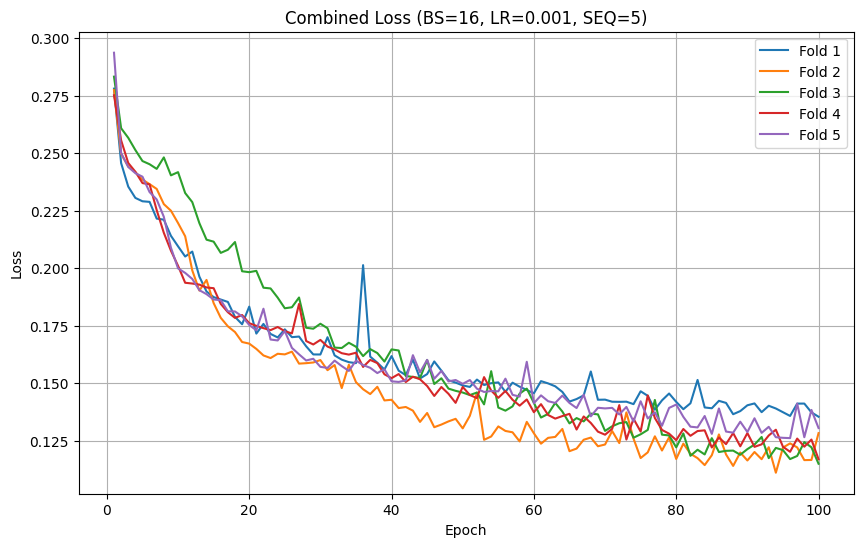 Combined Loss (BS=16, LR=0.001, SEQ=5)
Loss
0.300
0.275
0.250
0.225
0.200
0.175
0.150
0.125
Fold 1
Fold 2
Fold 3
Fold 4
Fold 5
0 20 40 60 80 100
Epoch